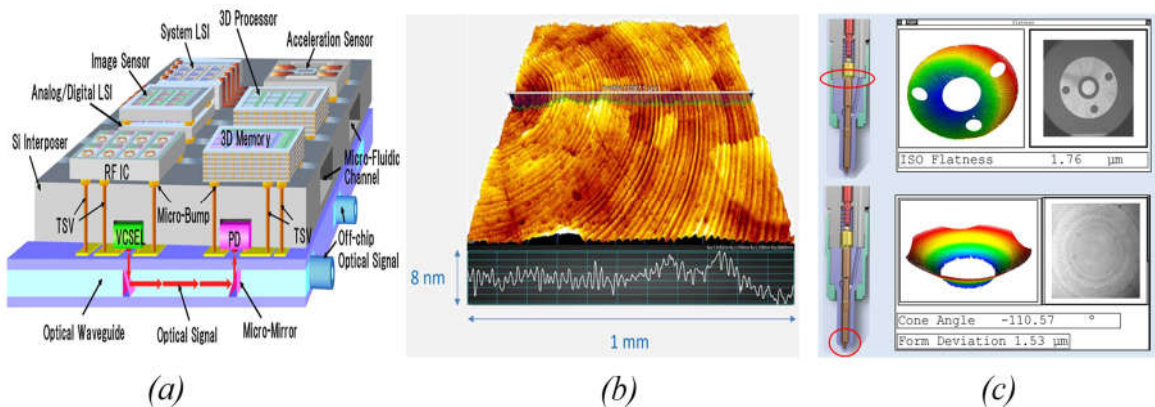 System LSI
3D Processor
Image Sensor
Acceleration Sensor
Analog/Digital LSI
3D Memory
Si Interposer
RF IC
Micro-Fluidic
Channel
Micro-Bump
TSV
TSV
VCSEL
PD
Off-chip
Optical Signal
Optical Waveguide
Optical Signal
Micro-Mirror
(a)
8 nm
1 mm
(b)
Flatness
ISO Flatness 1.76 µm
Cone Angle -110.57 °
Form Deviation 1.53 µm
(c)